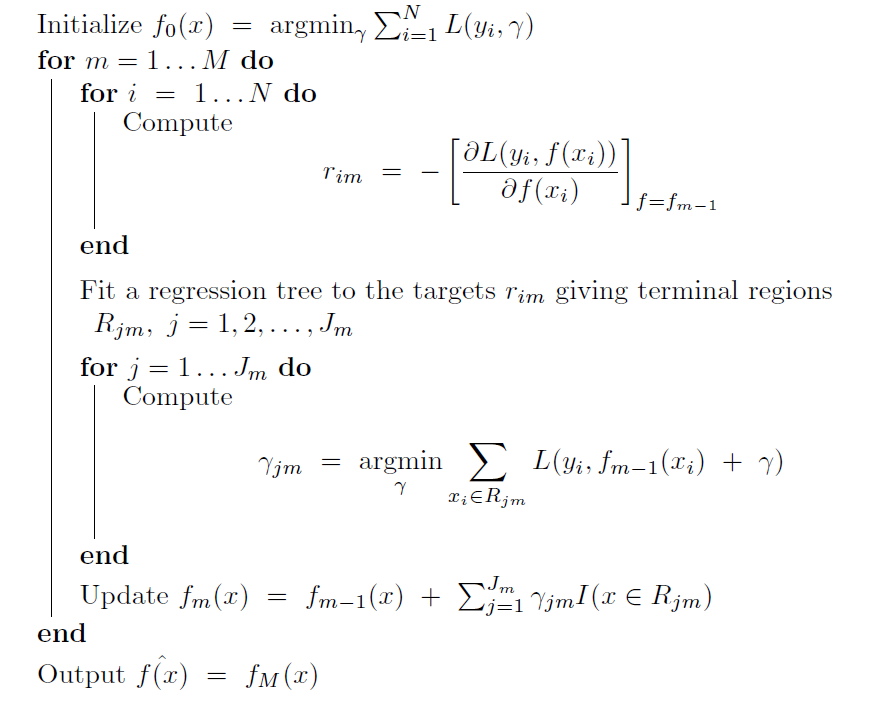 Initialize f₀(x) = argmin_γ ∑_{i=1}^{N} L(y_i, γ)
for m = 1 . . . M do
for i = 1 . . . N do
Compute
r_{im} = − [∂L(y_i, f(x_i)) / ∂f(x_i)]_{f=f_{m−1}}
end
Fit a regression tree to the targets r_{im} giving terminal regions
R_{jm}, j = 1, 2, . . . , J_m
for j = 1 . . . J_m do
Compute
γ_{jm} = argmin_γ ∑_{x_i∈R_{jm}} L(y_i, f_{m−1}(x_i) + γ)
end
Update f_m(x) = f_{m−1}(x) + ∑_{j=1}^{J_m} γ_{jm} I(x ∈ R_{jm})
end
Output \hat{f(x)} = f_M(x)